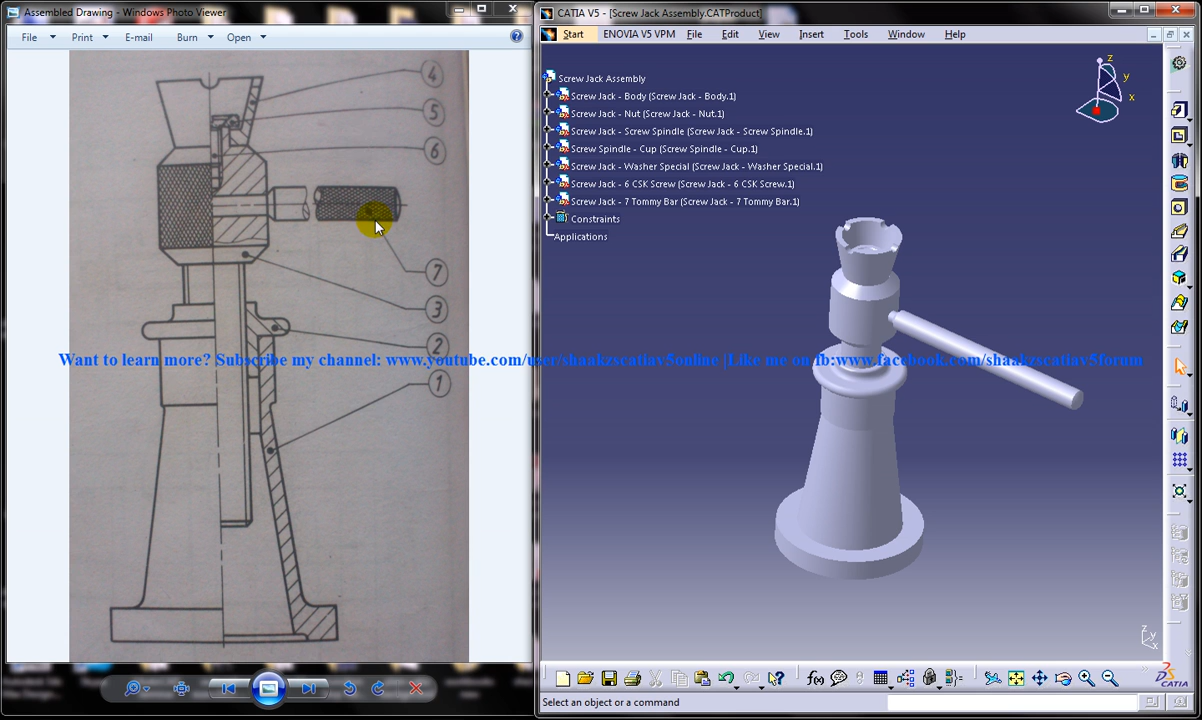 Assembled Drawing - Windows Photo Viewer
File Print E-mail Burn Open
4
5
6
7
3
2
1
CATIA V5 - [Screw Jack Assembly.CATProduct]
Start ENOVIA V5 VPM File Edit View Insert Tools Window Help
Screw Jack Assembly
Screw Jack - Body (Screw Jack - Body.1)
Screw Jack - Nut (Screw Jack - Nut.1)
Screw Jack - Screw Spindle (Screw Jack - Screw Spindle.1)
Screw Spindle - Cup (Screw Spindle - Cup.1)
Screw Jack - Washer Special (Screw Jack - Washer Special.1)
Screw Jack - 6 CSK Screw (Screw Jack - 6 CSK Screw.1)
Screw Jack - 7 Tommy Bar (Screw Jack - 7 Tommy Bar.1)
Constraints
Applications
z
y
x
Want to learn more? Subscribe my channel: www.youtube.com/user/shaakzscatiav5online |Like me on fb:www.facebook.com/shaakzscatiav5forum
z
y
x
f(x)
CATIA
Select an object or a command